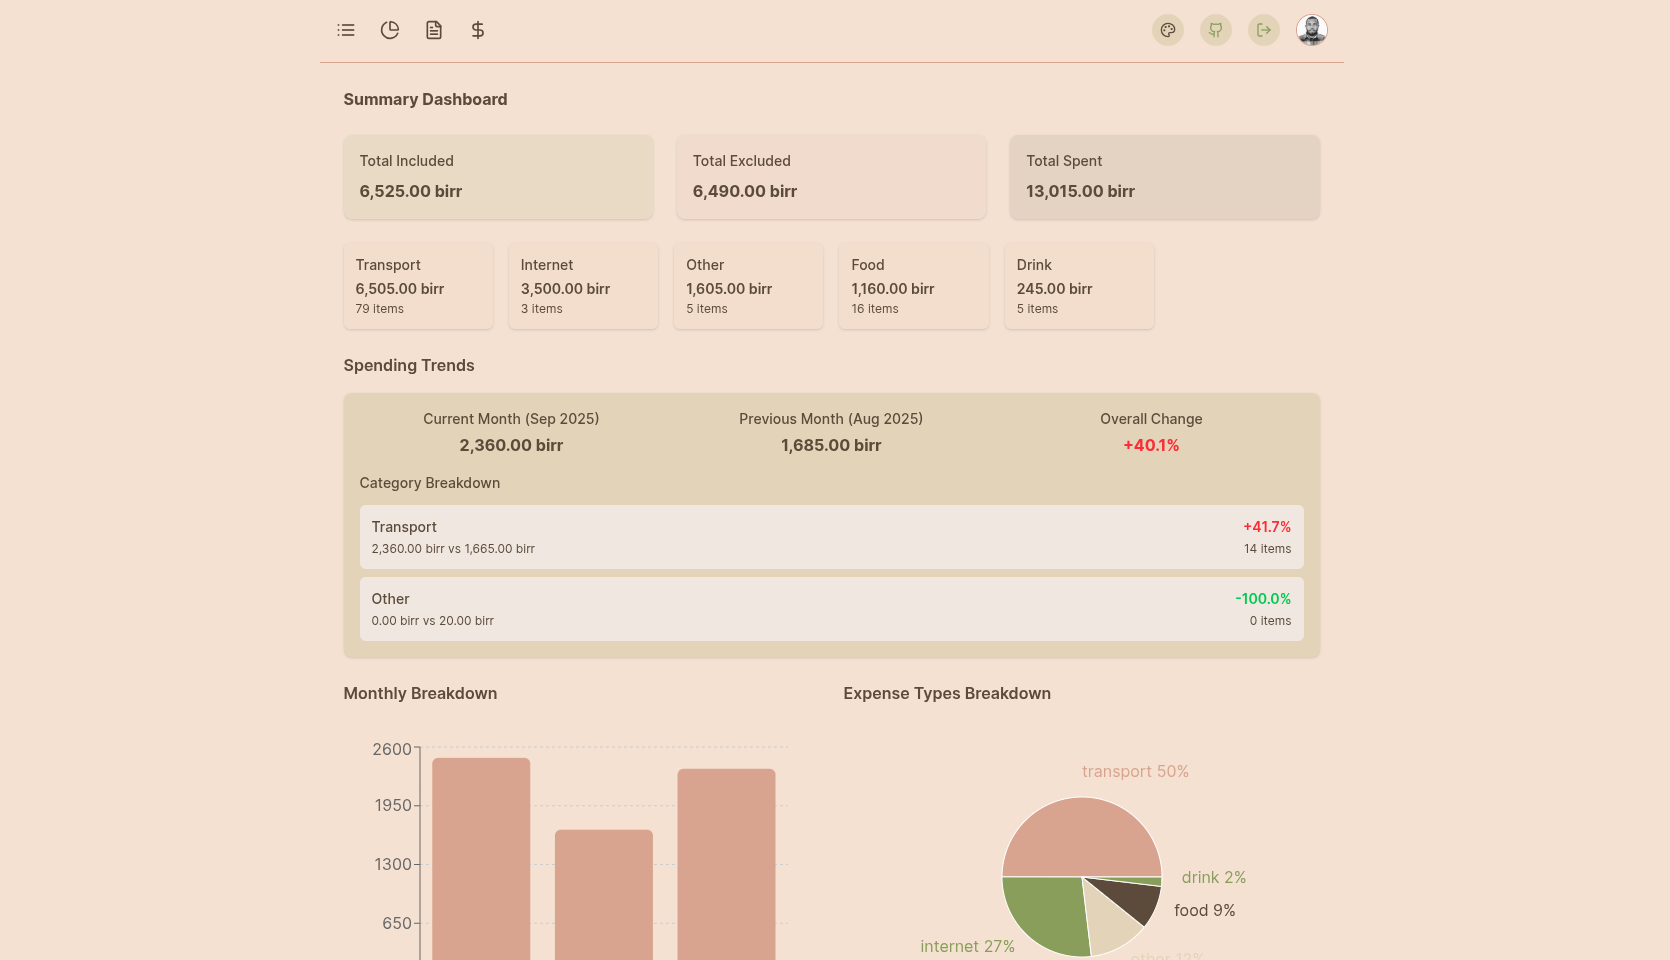 Summary Dashboard
Total Included
6,525.00 birr
Total Excluded
6,490.00 birr
Total Spent
13,015.00 birr
Transport
6,505.00 birr
79 items
Internet
3,500.00 birr
3 items
Other
1,605.00 birr
5 items
Food
1,160.00 birr
16 items
Drink
245.00 birr
5 items
Spending Trends
Current Month (Sep 2025)
2,360.00 birr
Previous Month (Aug 2025)
1,685.00 birr
Overall Change
+40.1%
Category Breakdown
Transport
+41.7%
2,360.00 birr vs 1,665.00 birr
14 items
Other
-100.0%
0.00 birr vs 20.00 birr
0 items
Monthly Breakdown
2600
1950
1300
650
Expense Types Breakdown
transport 50%
drink 2%
food 9%
internet 27%
other 12%